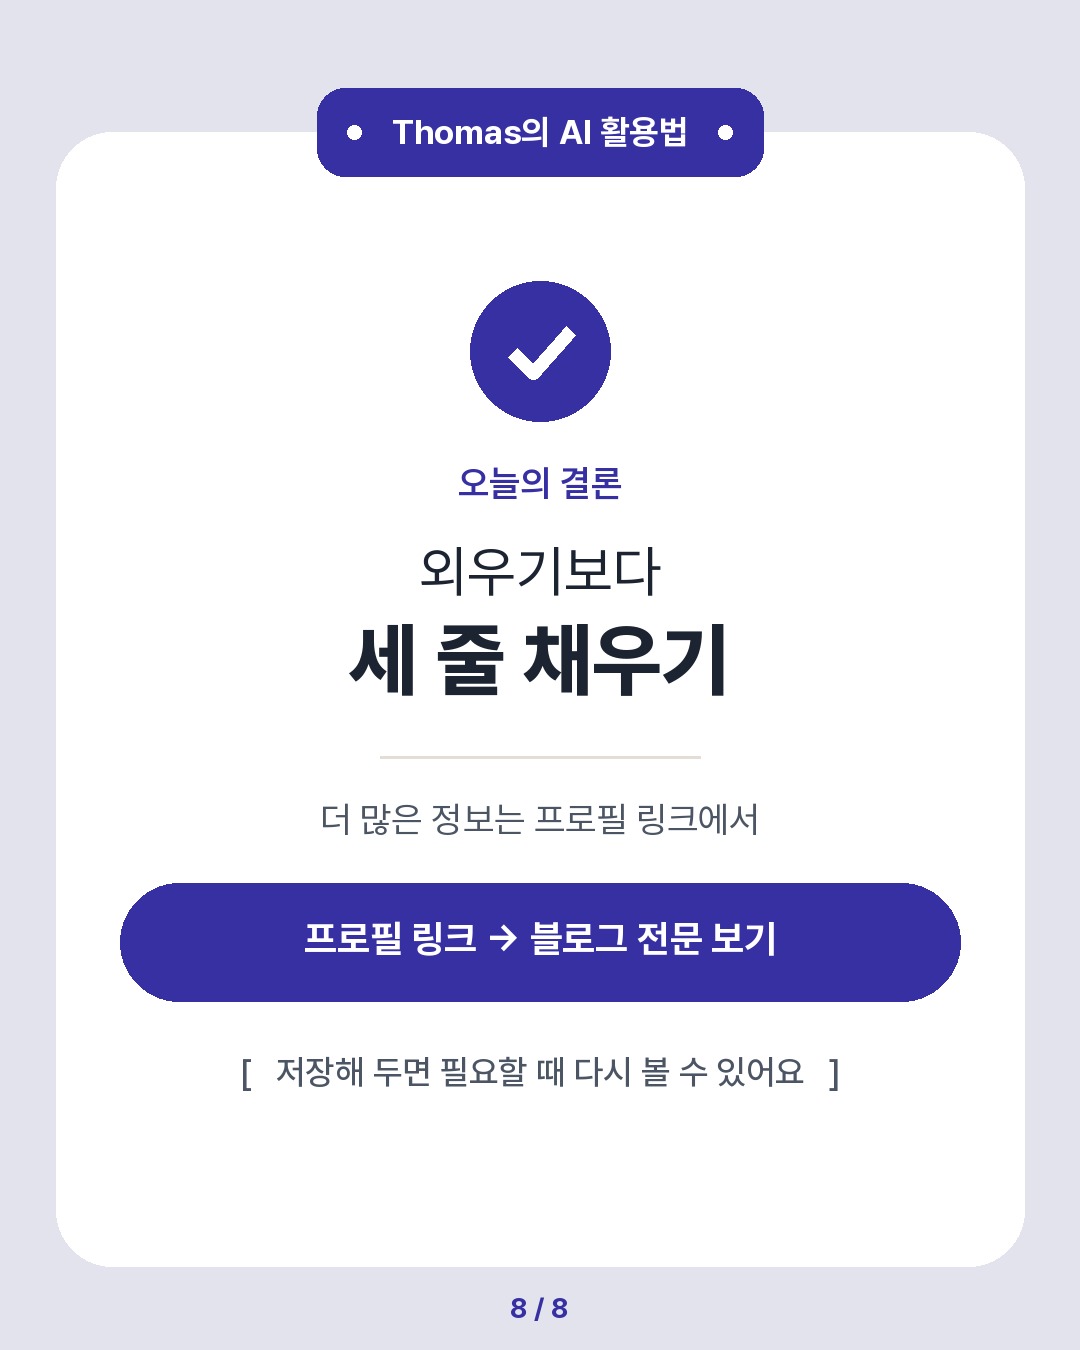 Thomas의 AI 활용법
오늘의 결론
외우기보다
세 줄 채우기
더 많은 정보는 프로필 링크에서
프로필 링크 → 블로그 전문 보기
[ 저장해 두면 필요할 때 다시 볼 수 있어요 ]
8 / 8